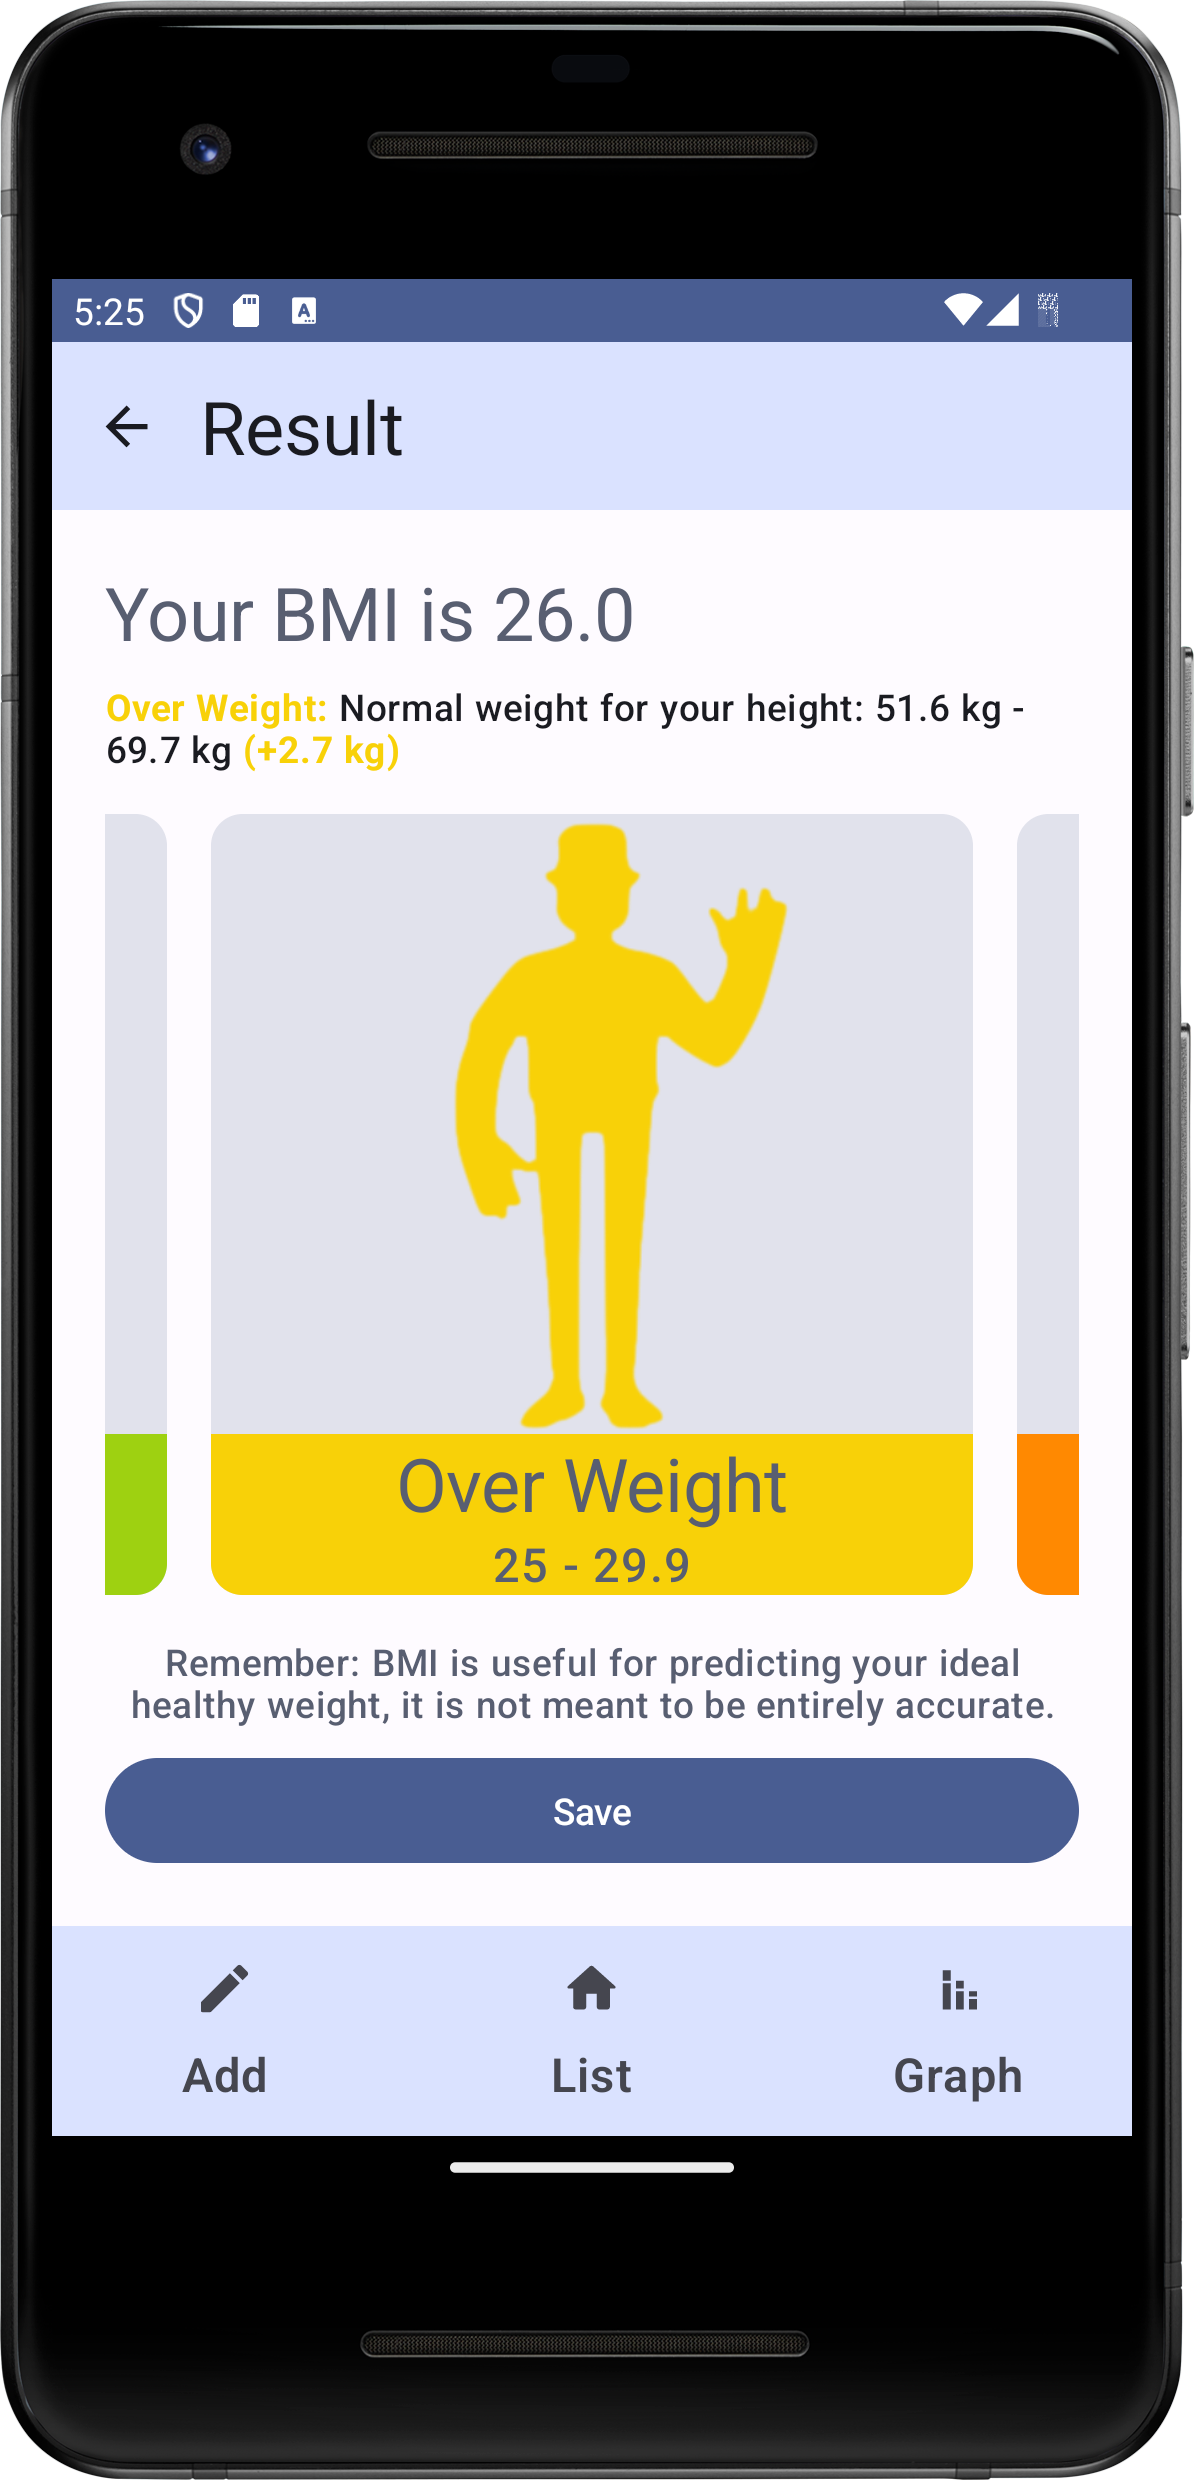 5:25
A
Result
Your BMI is 26.0
Over Weight: Normal weight for your height: 51.6 kg -
69.7 kg (+2.7 kg)
Over Weight
25 - 29.9
Remember: BMI is useful for predicting your ideal
healthy weight, it is not meant to be entirely accurate.
Save
Add
List
Graph